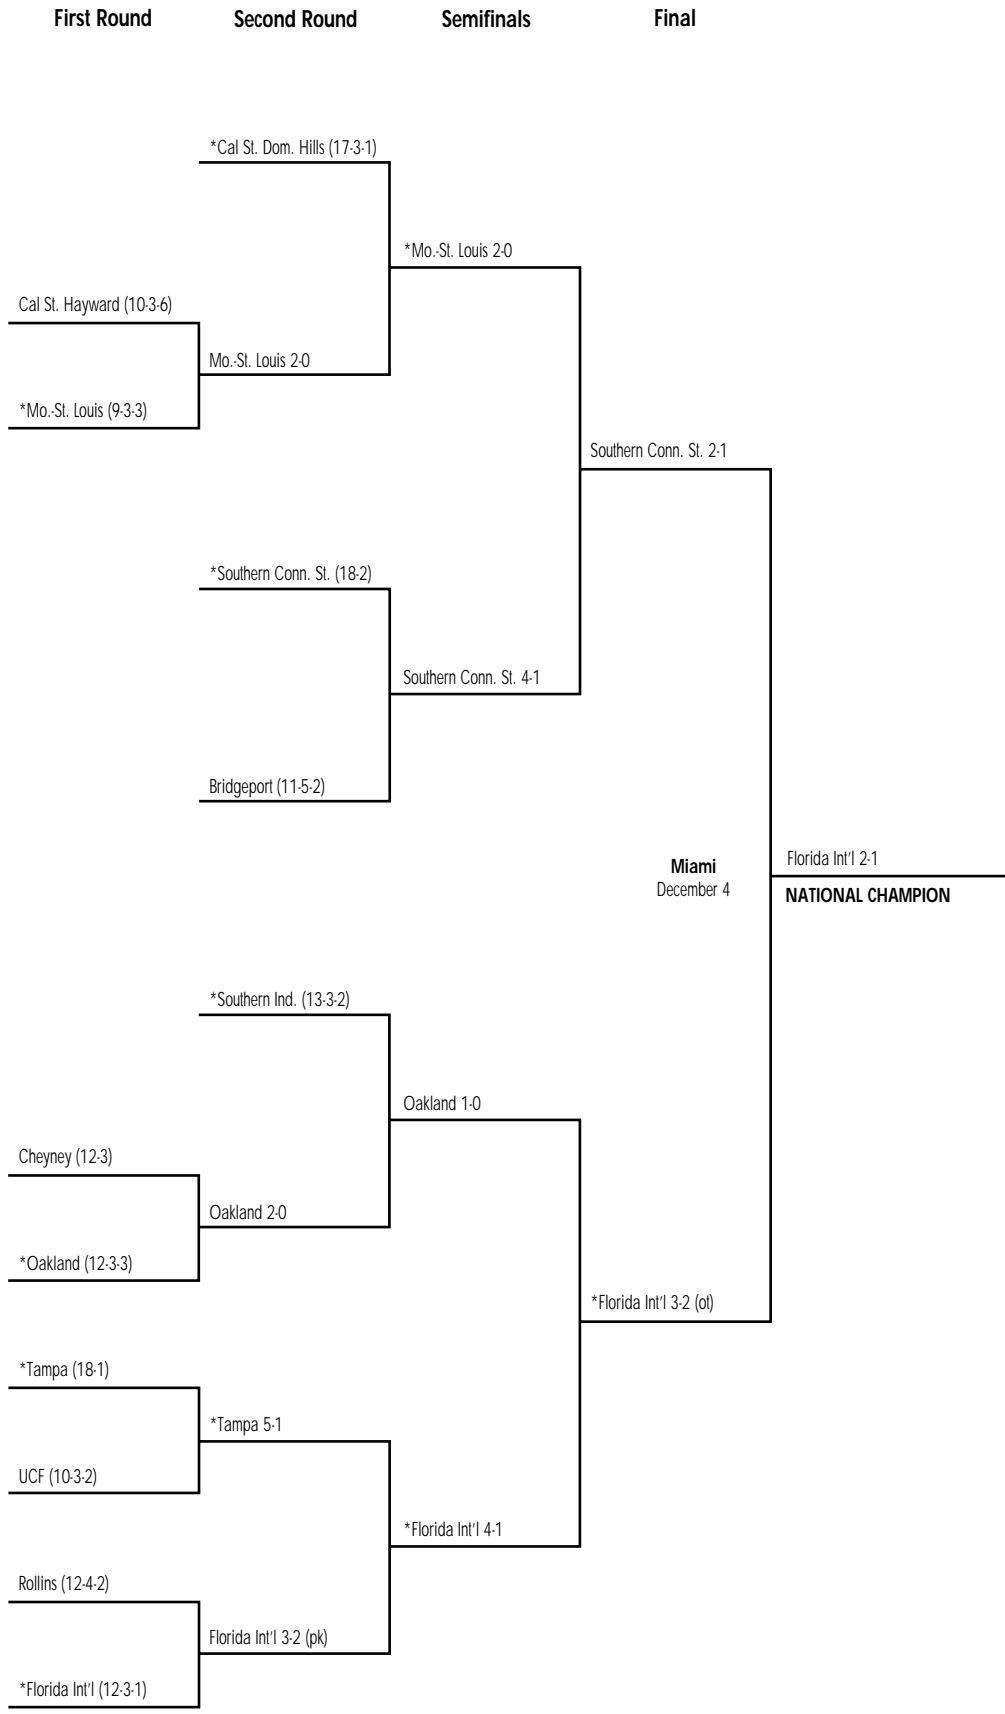 First Round Second Round Semifinals Final
*Cal St. Dom. Hills (17-3-1)
*Mo.-St. Louis 2-0
Cal St. Hayward (10-3-6)
Mo.-St. Louis 2-0
*Mo.-St. Louis (9-3-3)
Southern Conn. St. 2-1
*Southern Conn. St. (18-2)
Southern Conn. St. 4-1
Bridgeport (11-5-2)
Florida Int'l 2-1
Miami
December 4
NATIONAL CHAMPION
*Southern Ind. (13-3-2)
Oakland 1-0
Cheyney (12-3)
Oakland 2-0
*Oakland (12-3-3)
*Florida Int'l 3-2 (ot)
*Tampa (18-1)
*Tampa 5-1
UCF (10-3-2)
*Florida Int'l 4-1
Rollins (12-4-2)
Florida Int'l 3-2 (pk)
*Florida Int'l (12-3-1)